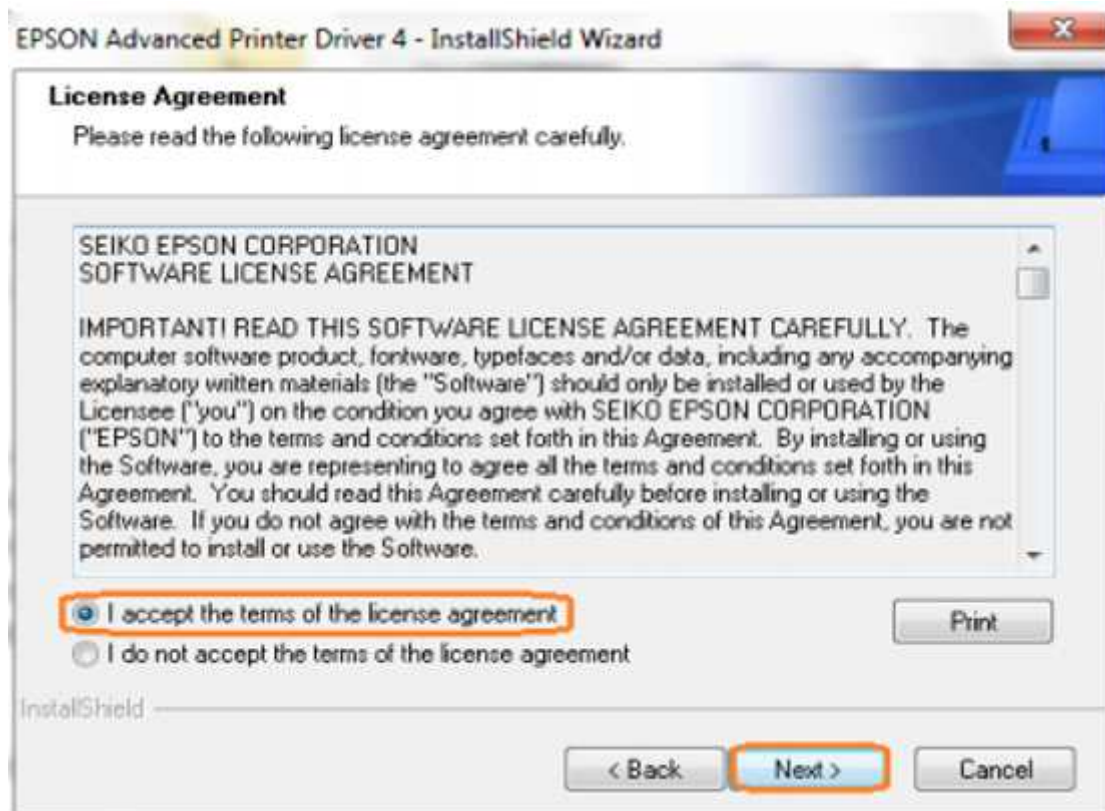 EPSON Advanced Printer Driver 4 - InstallShield Wizard
License Agreement
Please read the following license agreement carefully.
SEIKO EPSON CORPORATION
SOFTWARE LICENSE AGREEMENT
IMPORTANT! READ THIS SOFTWARE LICENSE AGREEMENT CAREFULLY.  The
computer software product, fontware, typefaces and/or data, including any accompanying
explanatory written materials (the "Software") should only be installed or used by the
Licensee ("you") on the condition you agree with SEIKO EPSON CORPORATION
("EPSON") to the terms and conditions set forth in this Agreement.  By installing or using
the Software, you are representing to agree all the terms and conditions set forth in this
Agreement.  You should read this Agreement carefully before installing or using the
Software.  If you do not agree with the terms and conditions of this Agreement, you are not
permitted to install or use the Software.
I accept the terms of the license agreement
Print
I do not accept the terms of the license agreement
InstallShield
< Back
Next >
Cancel